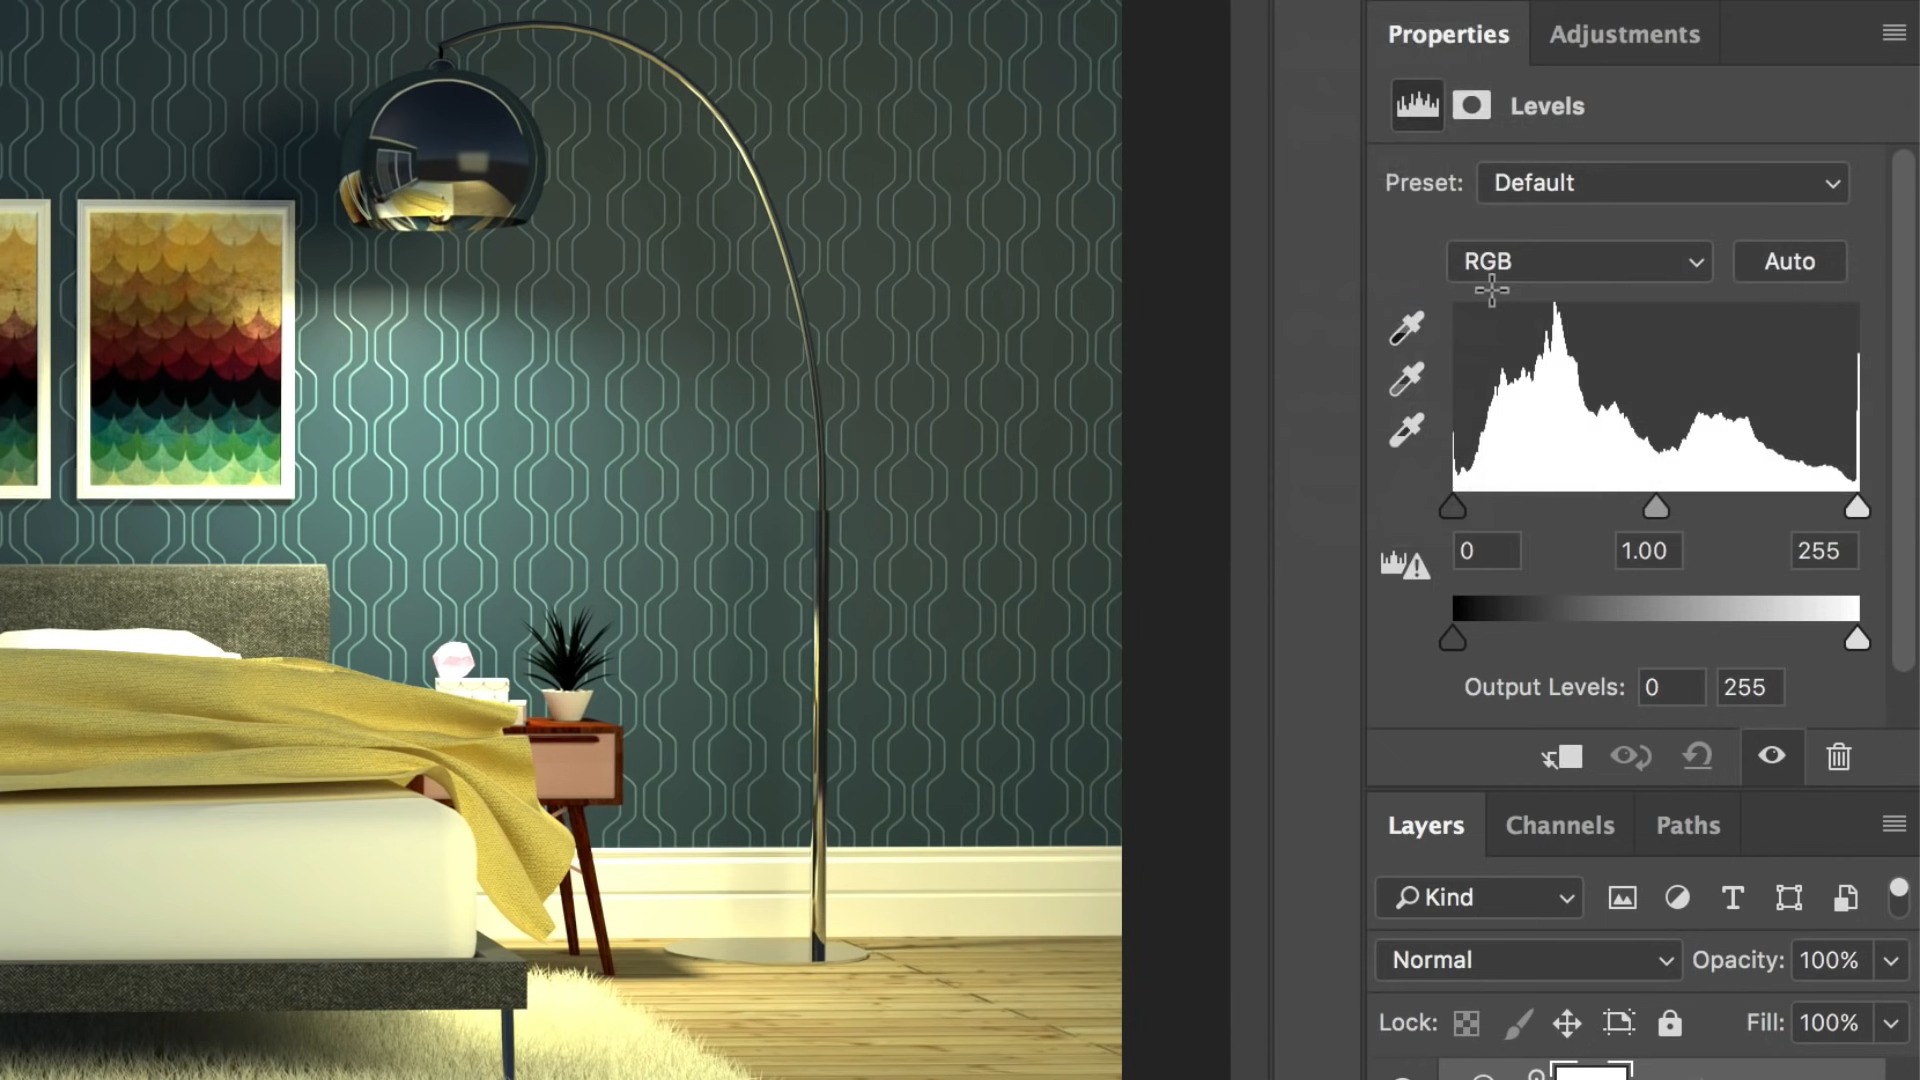 Properties
Adjustments
Levels
Preset: Default
RGB
Auto
0
1.00
255
Output Levels: 0 255
Layers
Channels
Paths
Kind
Normal
Opacity: 100%
Lock:
Fill: 100%